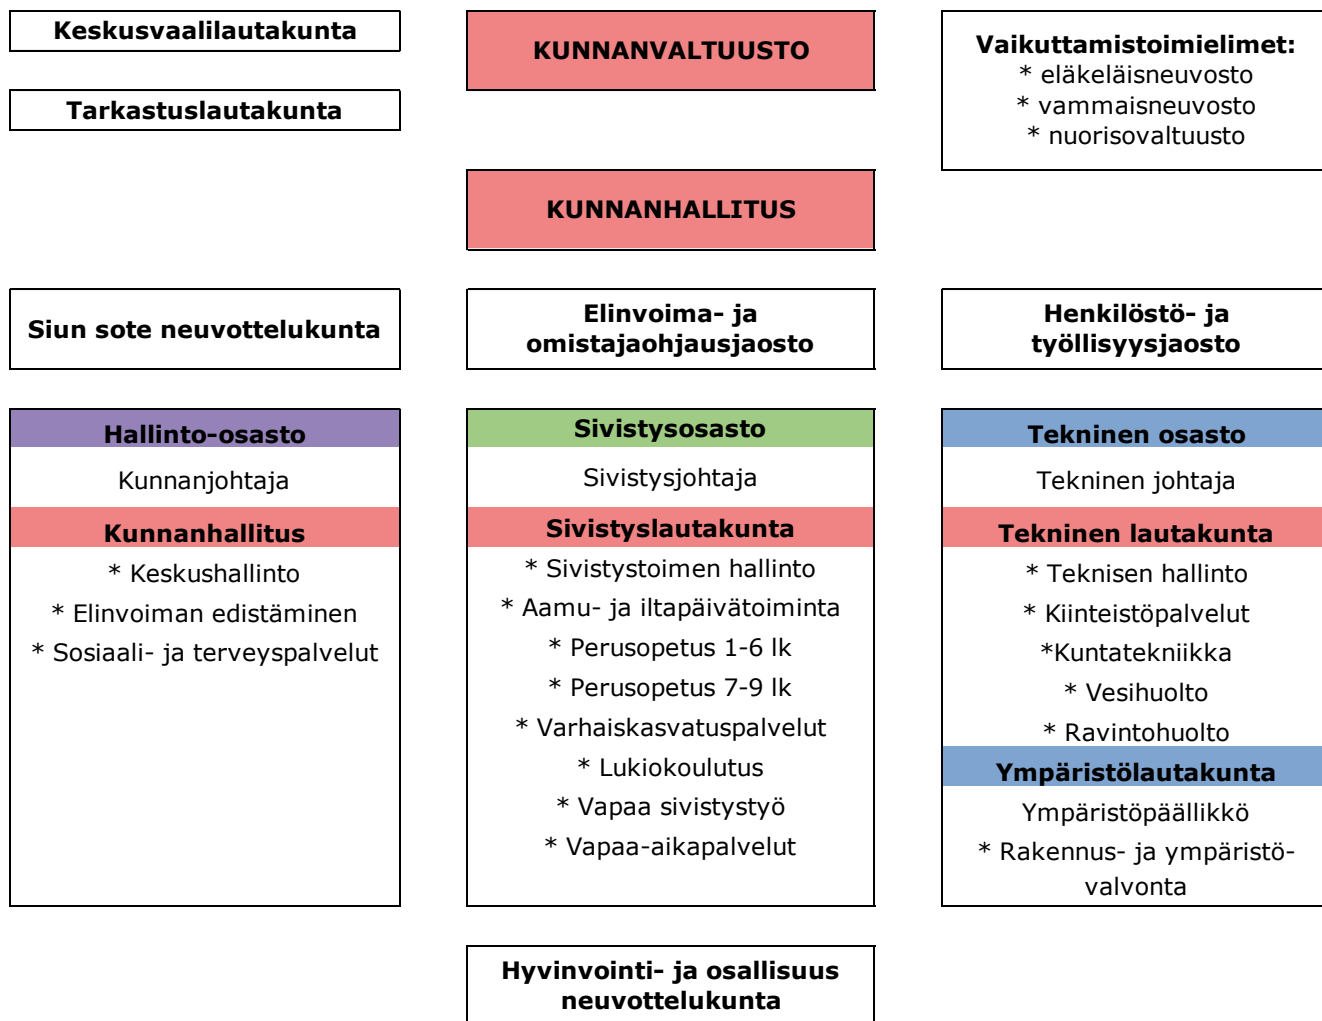 Keskusvaalilautakunta
Tarkastuslautakunta
KUNNANVALTUUSTO
Vaikuttamistoimielimet:
* eläkeläisneuvosto
* vammaisneuvosto
* nuorisovaltuusto
KUNNANHALLITUS
Siun sote neuvottelukunta
Elinvoima- ja
omistajaohjausjaosto
Henkilöstö- ja
työllisyysjaosto
Hallinto-osasto
Kunnanjohtaja
Kunnanhallitus
* Keskushallinto
* Elinvoiman edistäminen
* Sosiaali- ja terveyspalvelut
Sivistysosasto
Sivistysjohtaja
Sivistyslautakunta
* Sivistystoimen hallinto
* Aamu- ja iltapäivätoiminta
* Perusopetus 1-6 lk
* Perusopetus 7-9 lk
* Varhaiskasvatuspalvelut
* Lukiokoulutus
* Vapaa sivistystyö
* Vapaa-aikapalvelut
Tekninen osasto
Tekninen johtaja
Tekninen lautakunta
* Teknisen hallinto
* Kiinteistöpalvelut
*Kuntatekniikka
* Vesihuolto
* Ravintohuolto
Ympäristölautakunta
Ympäristöpäällikkö
* Rakennus- ja ympäristö-
valvonta
Hyvinvointi- ja osallisuus
neuvottelukunta